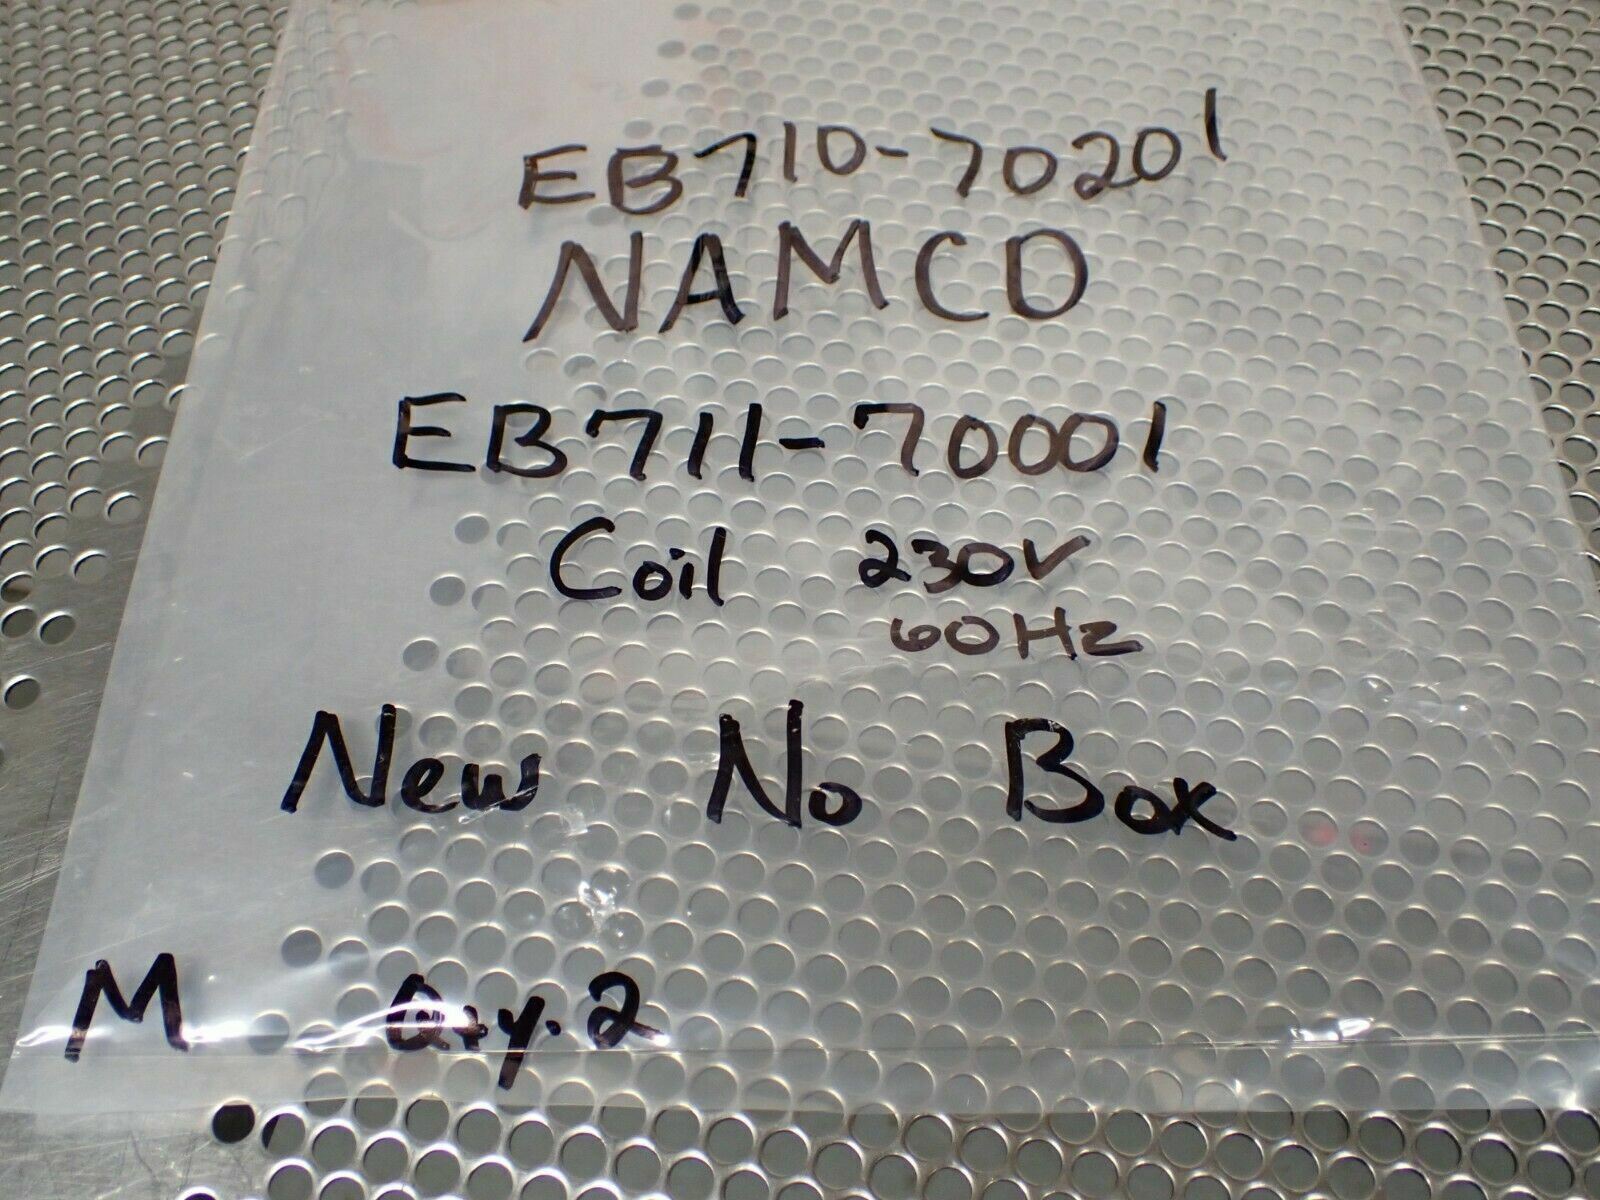 EB710-70201
NAMCO
EB711-70001
Coil 230V
60Hz
New No Box
M Qty. 2